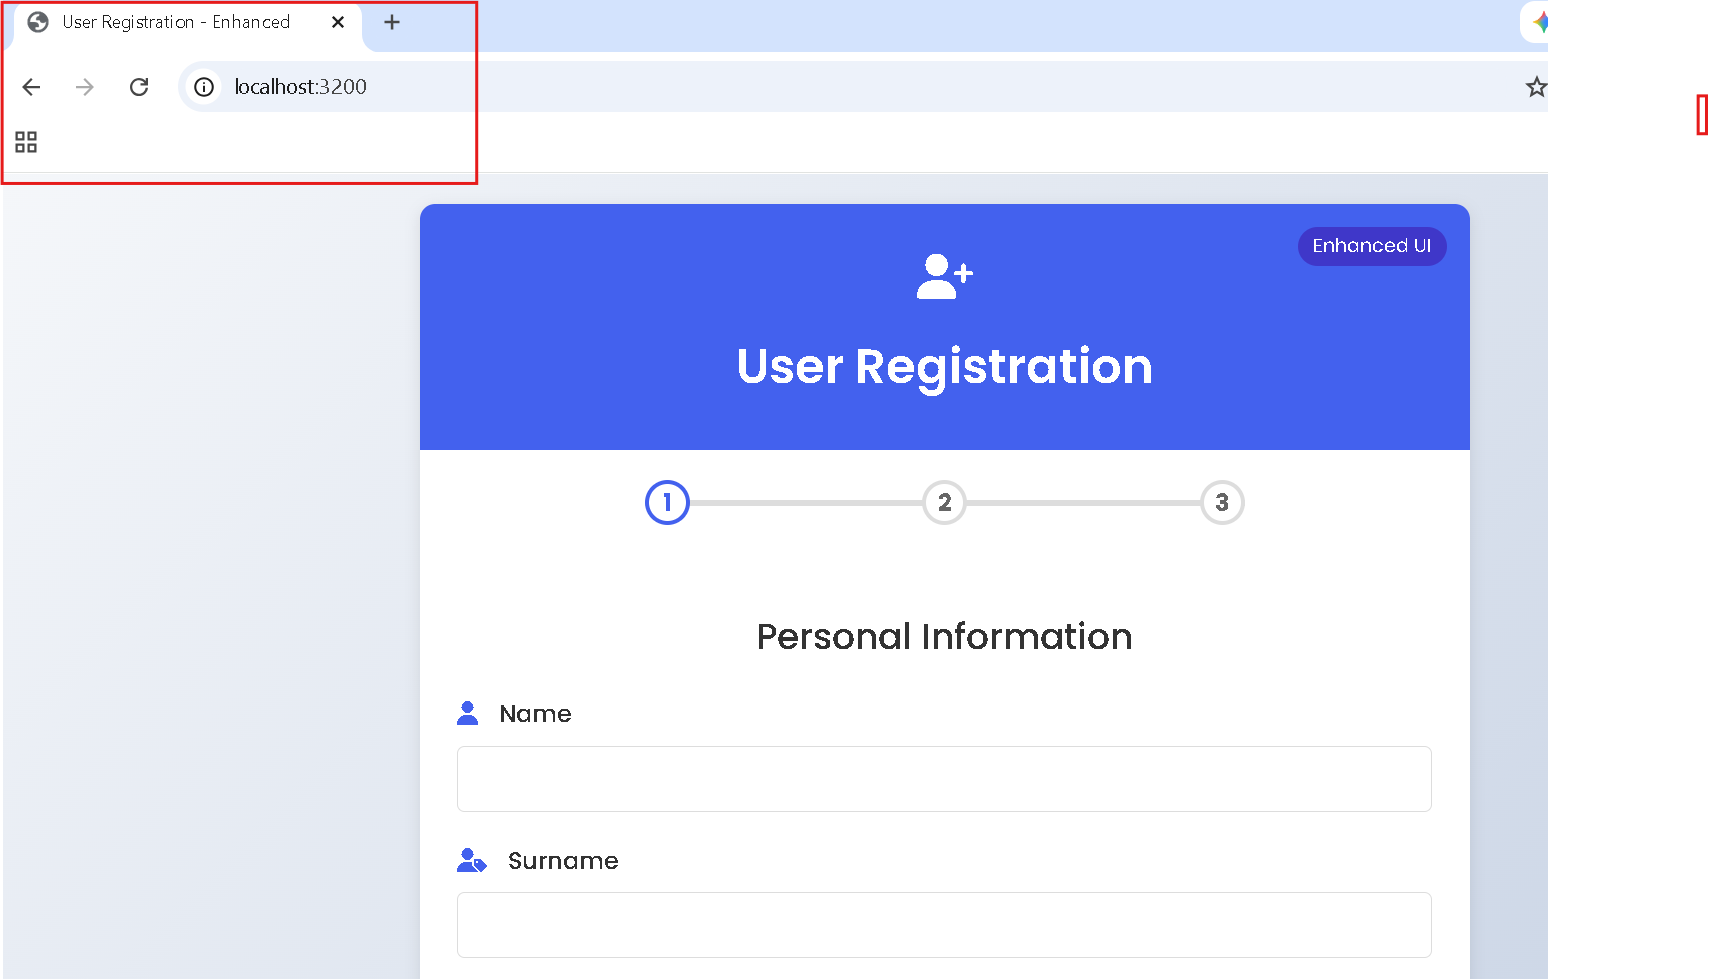 User Registration - Enhanced
localhost:3200
Enhanced UI
User Registration
1 2 3
Personal Information
Name
Surname